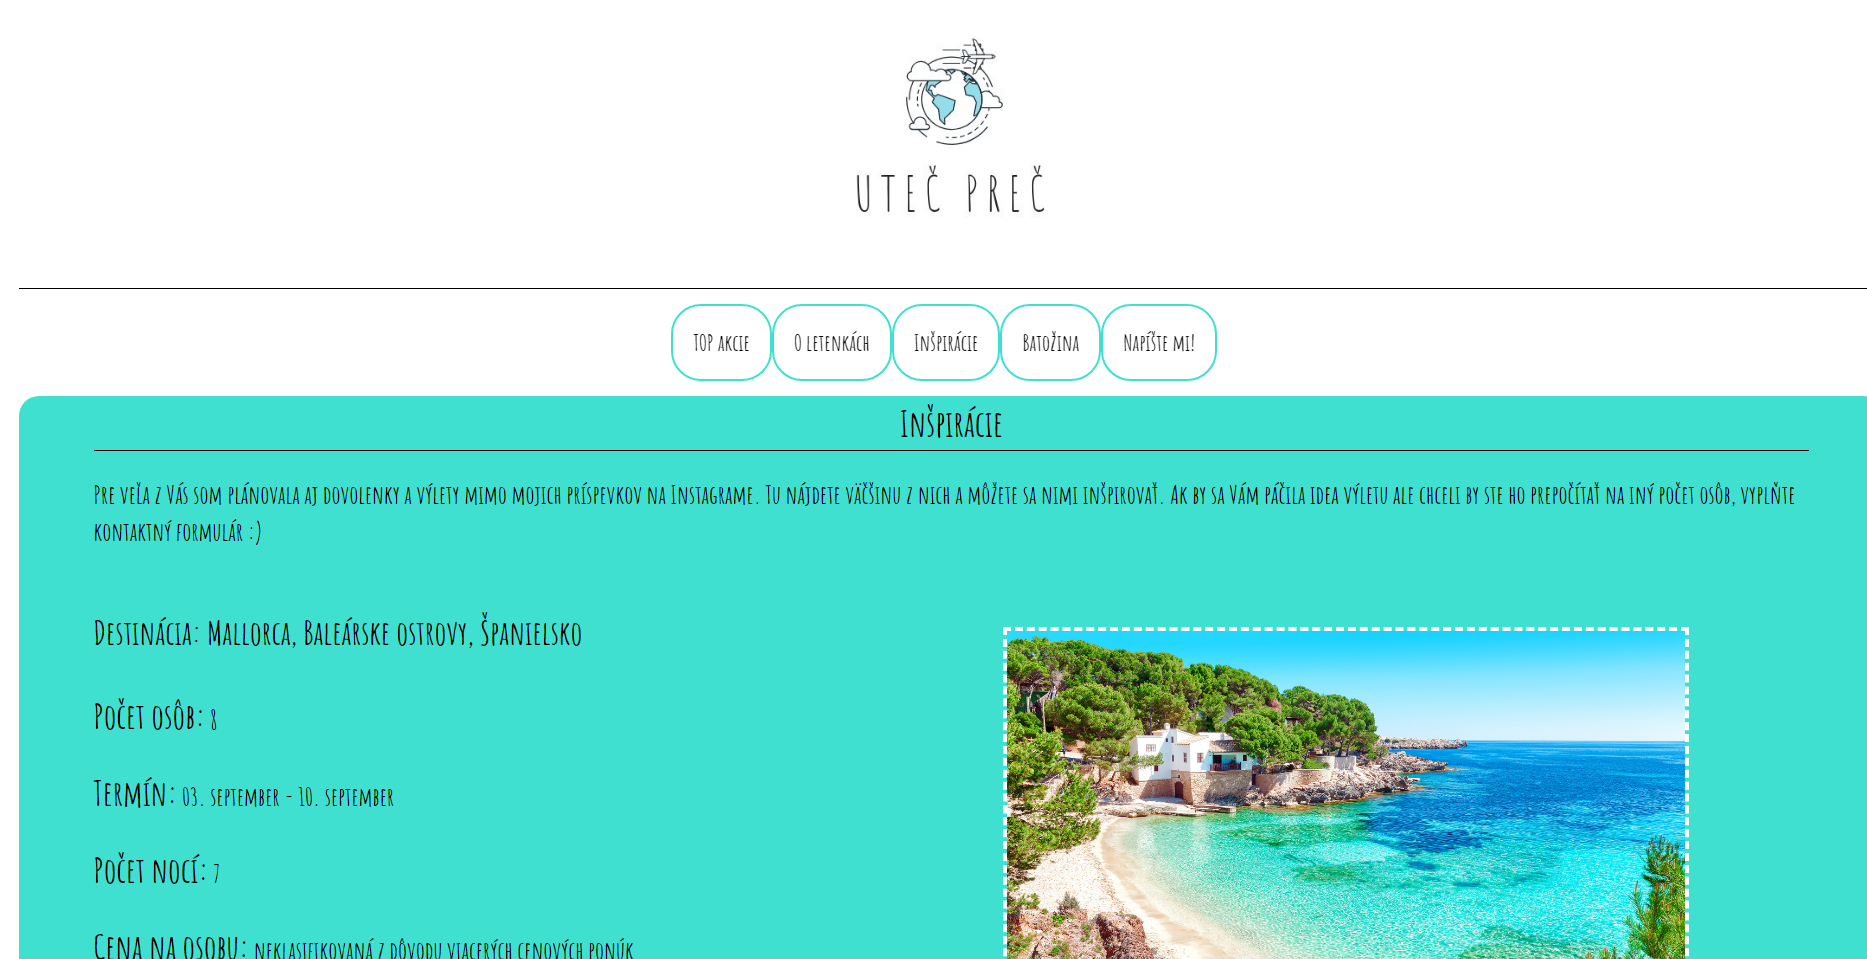 UTEČ PREČ
TOP akcie
O letenkách
Inšpirácie
Batožina
Napíšte mi!
Inšpirácie
Pre veľa z Vás som plánovala aj dovolenky a výlety mimo mojich príspevkov na Instagrame. Tu nájdete väčšinu z nich a môžete sa nimi inšpirovať. Ak by sa Vám páčila idea výletu ale chceli by ste ho prepočítať na iný počet osôb, vyplňte
kontaktný formulár :)
Destinácia: Mallorca, Baleárske ostrovy, Španielsko
Počet osôb: 8
Termín: 03. september - 10. september
Počet nocí: 7
Cena na osobu: neklasifikovaná z dôvodu viacerých cenových ponúk